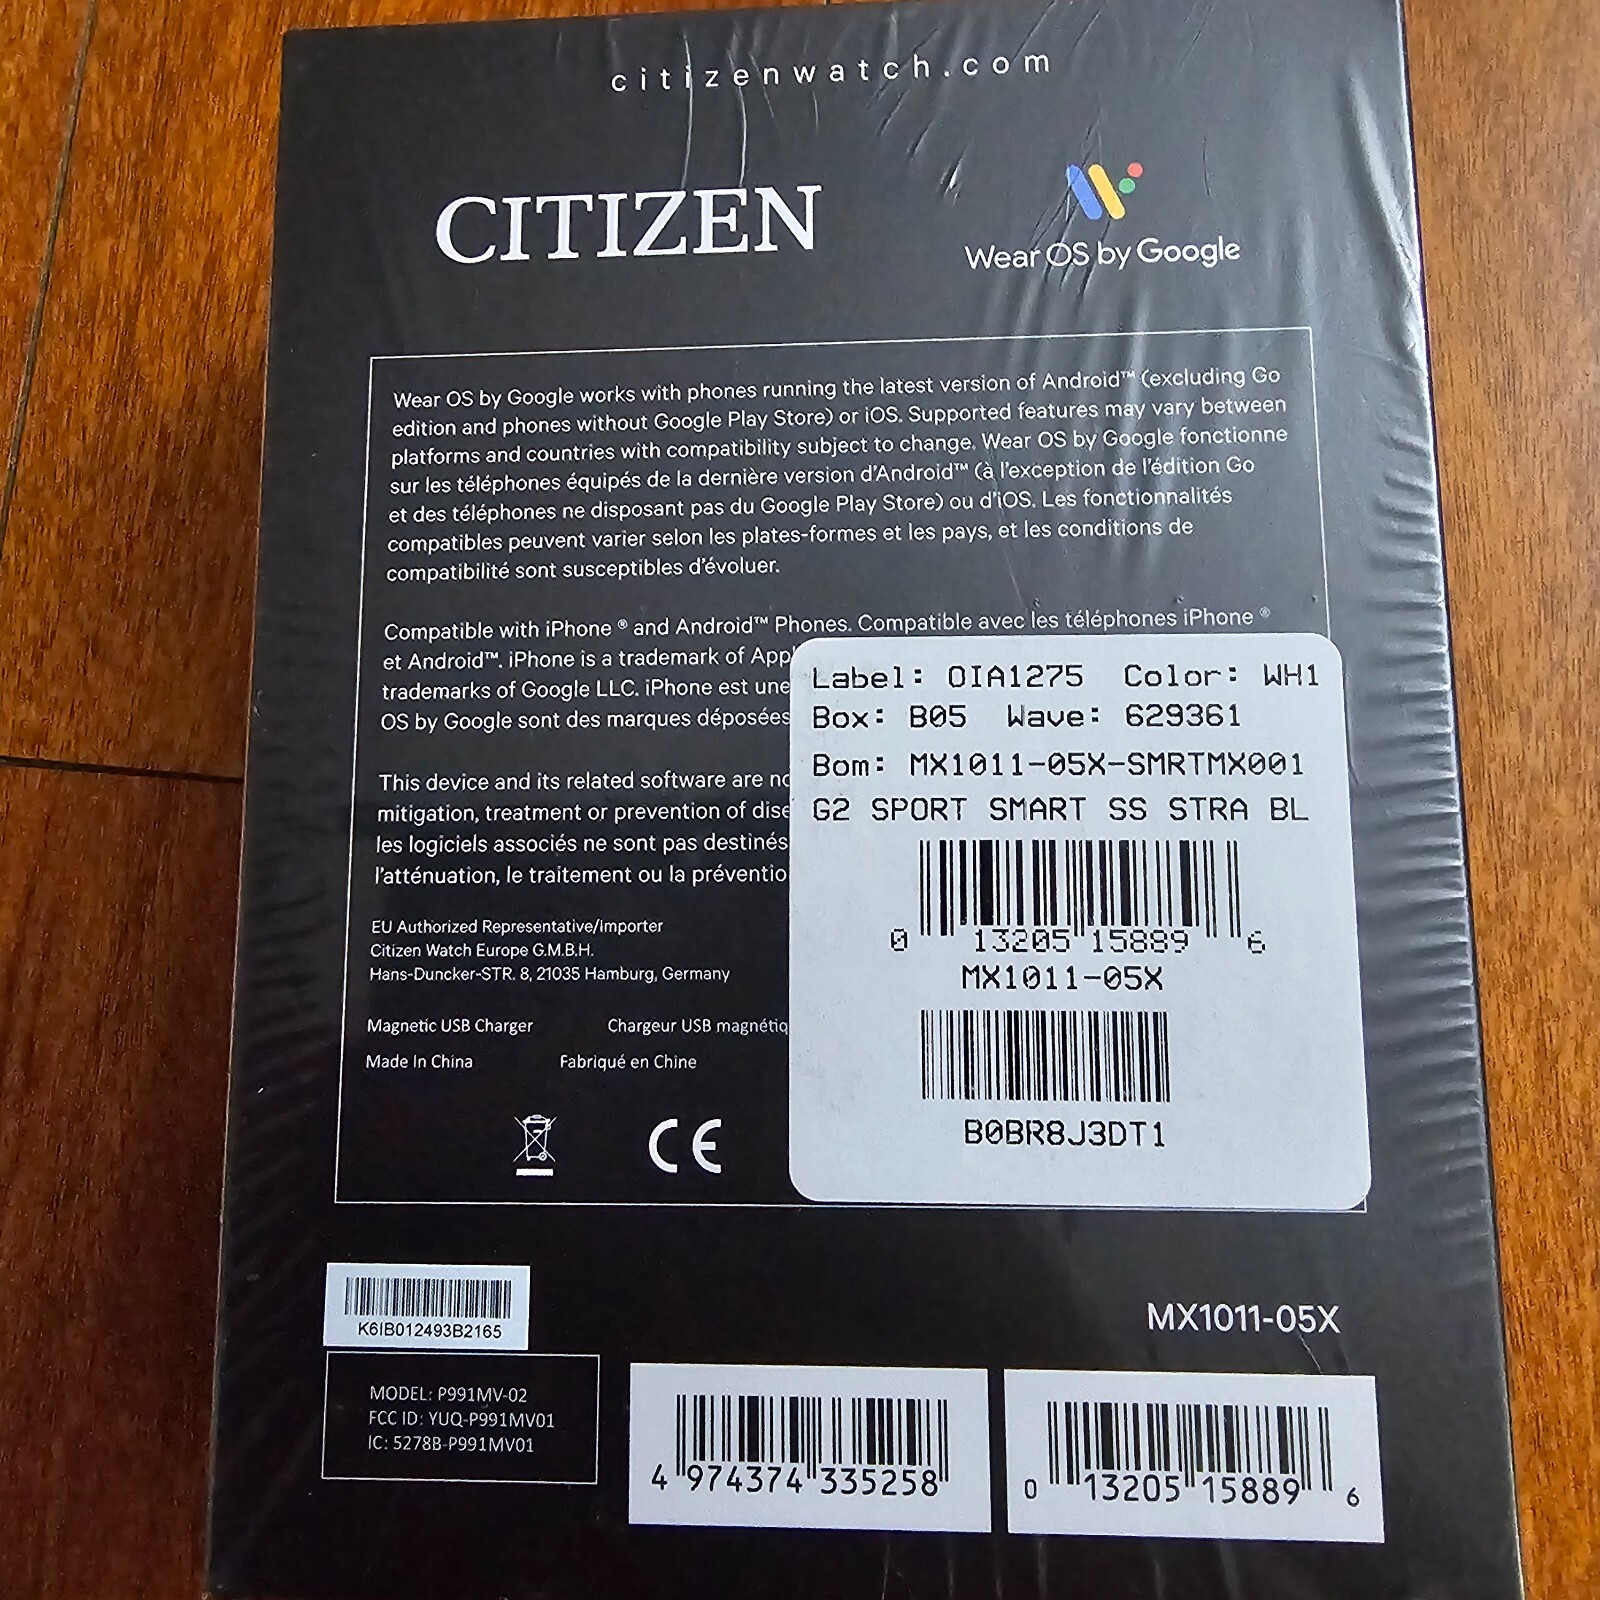 citizenwatch.com
CITIZEN
Wear OS by Google
Wear OS by Google works with phones running the latest version of Android™ (excluding Go
edition and phones without Google Play Store) or iOS. Supported features may vary between
platforms and countries with compatibility subject to change. Wear OS by Google fonctionne
sur les téléphones équipés de la dernière version d'Android™ (à l'exception de l'édition Go
et des téléphones ne disposant pas du Google Play Store) ou d'iOS. Les fonctionnalités
compatibles peuvent varier selon les plates-formes et les pays, et les conditions de
compatibilité sont susceptibles d'évoluer.
Compatible with iPhone ® and Android™ Phones. Compatible avec les téléphones iPhone ®
et Android™. iPhone is a trademark of App
trademarks of Google LLC. iPhone est une
OS by Google sont des marques déposées
This device and its related software are no
mitigation, treatment or prevention of dise
les logiciels associés ne sont pas destinés
l'atténuation, le traitement ou la préventio
EU Authorized Representative/Importer
Citizen Watch Europe G.M.B.H.
Hans-Duncker-STR. 8, 21035 Hamburg, Germany
Magnetic USB Charger Chargeur USB magnétiq
Made In China Fabriqué en Chine
CE
Label: OIA1275 Color: WH1
Box: B05 Wave: 629361
Bom: MX1011-05X-SMRTMX001
G2 SPORT SMART SS STRA BL
0 13205 15889 6
MX1011-05X
B0BR8J3DT1
K6IB012493B2165
MX1011-05X
MODEL: P991MV-02
FCC ID: YUQ-P991MV01
IC: 5278B-P991MV01
4 974374 335258
0 13205 15889 6